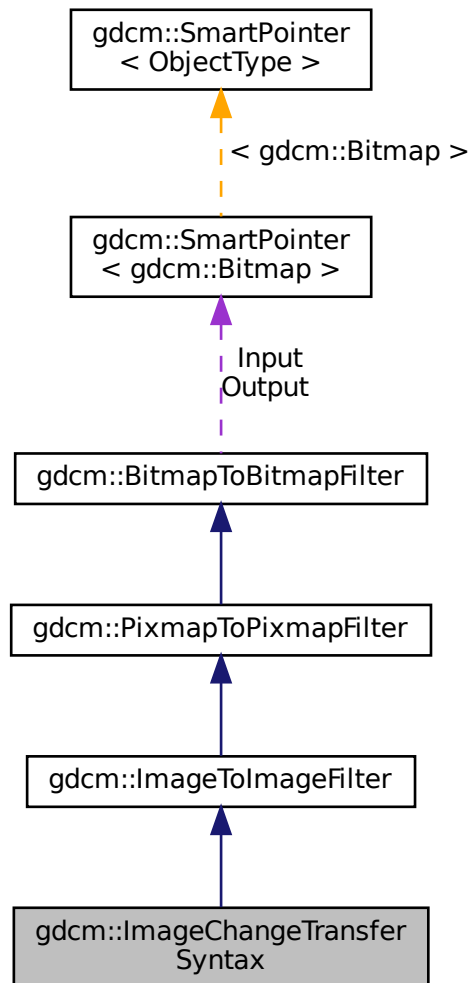 gdcm::SmartPointer
< ObjectType >
< gdcm::Bitmap >
gdcm::SmartPointer
< gdcm::Bitmap >
Input
Output
gdcm::BitmapToBitmapFilter
gdcm::PixmapToPixmapFilter
gdcm::ImageToImageFilter
gdcm::ImageChangeTransfer
Syntax